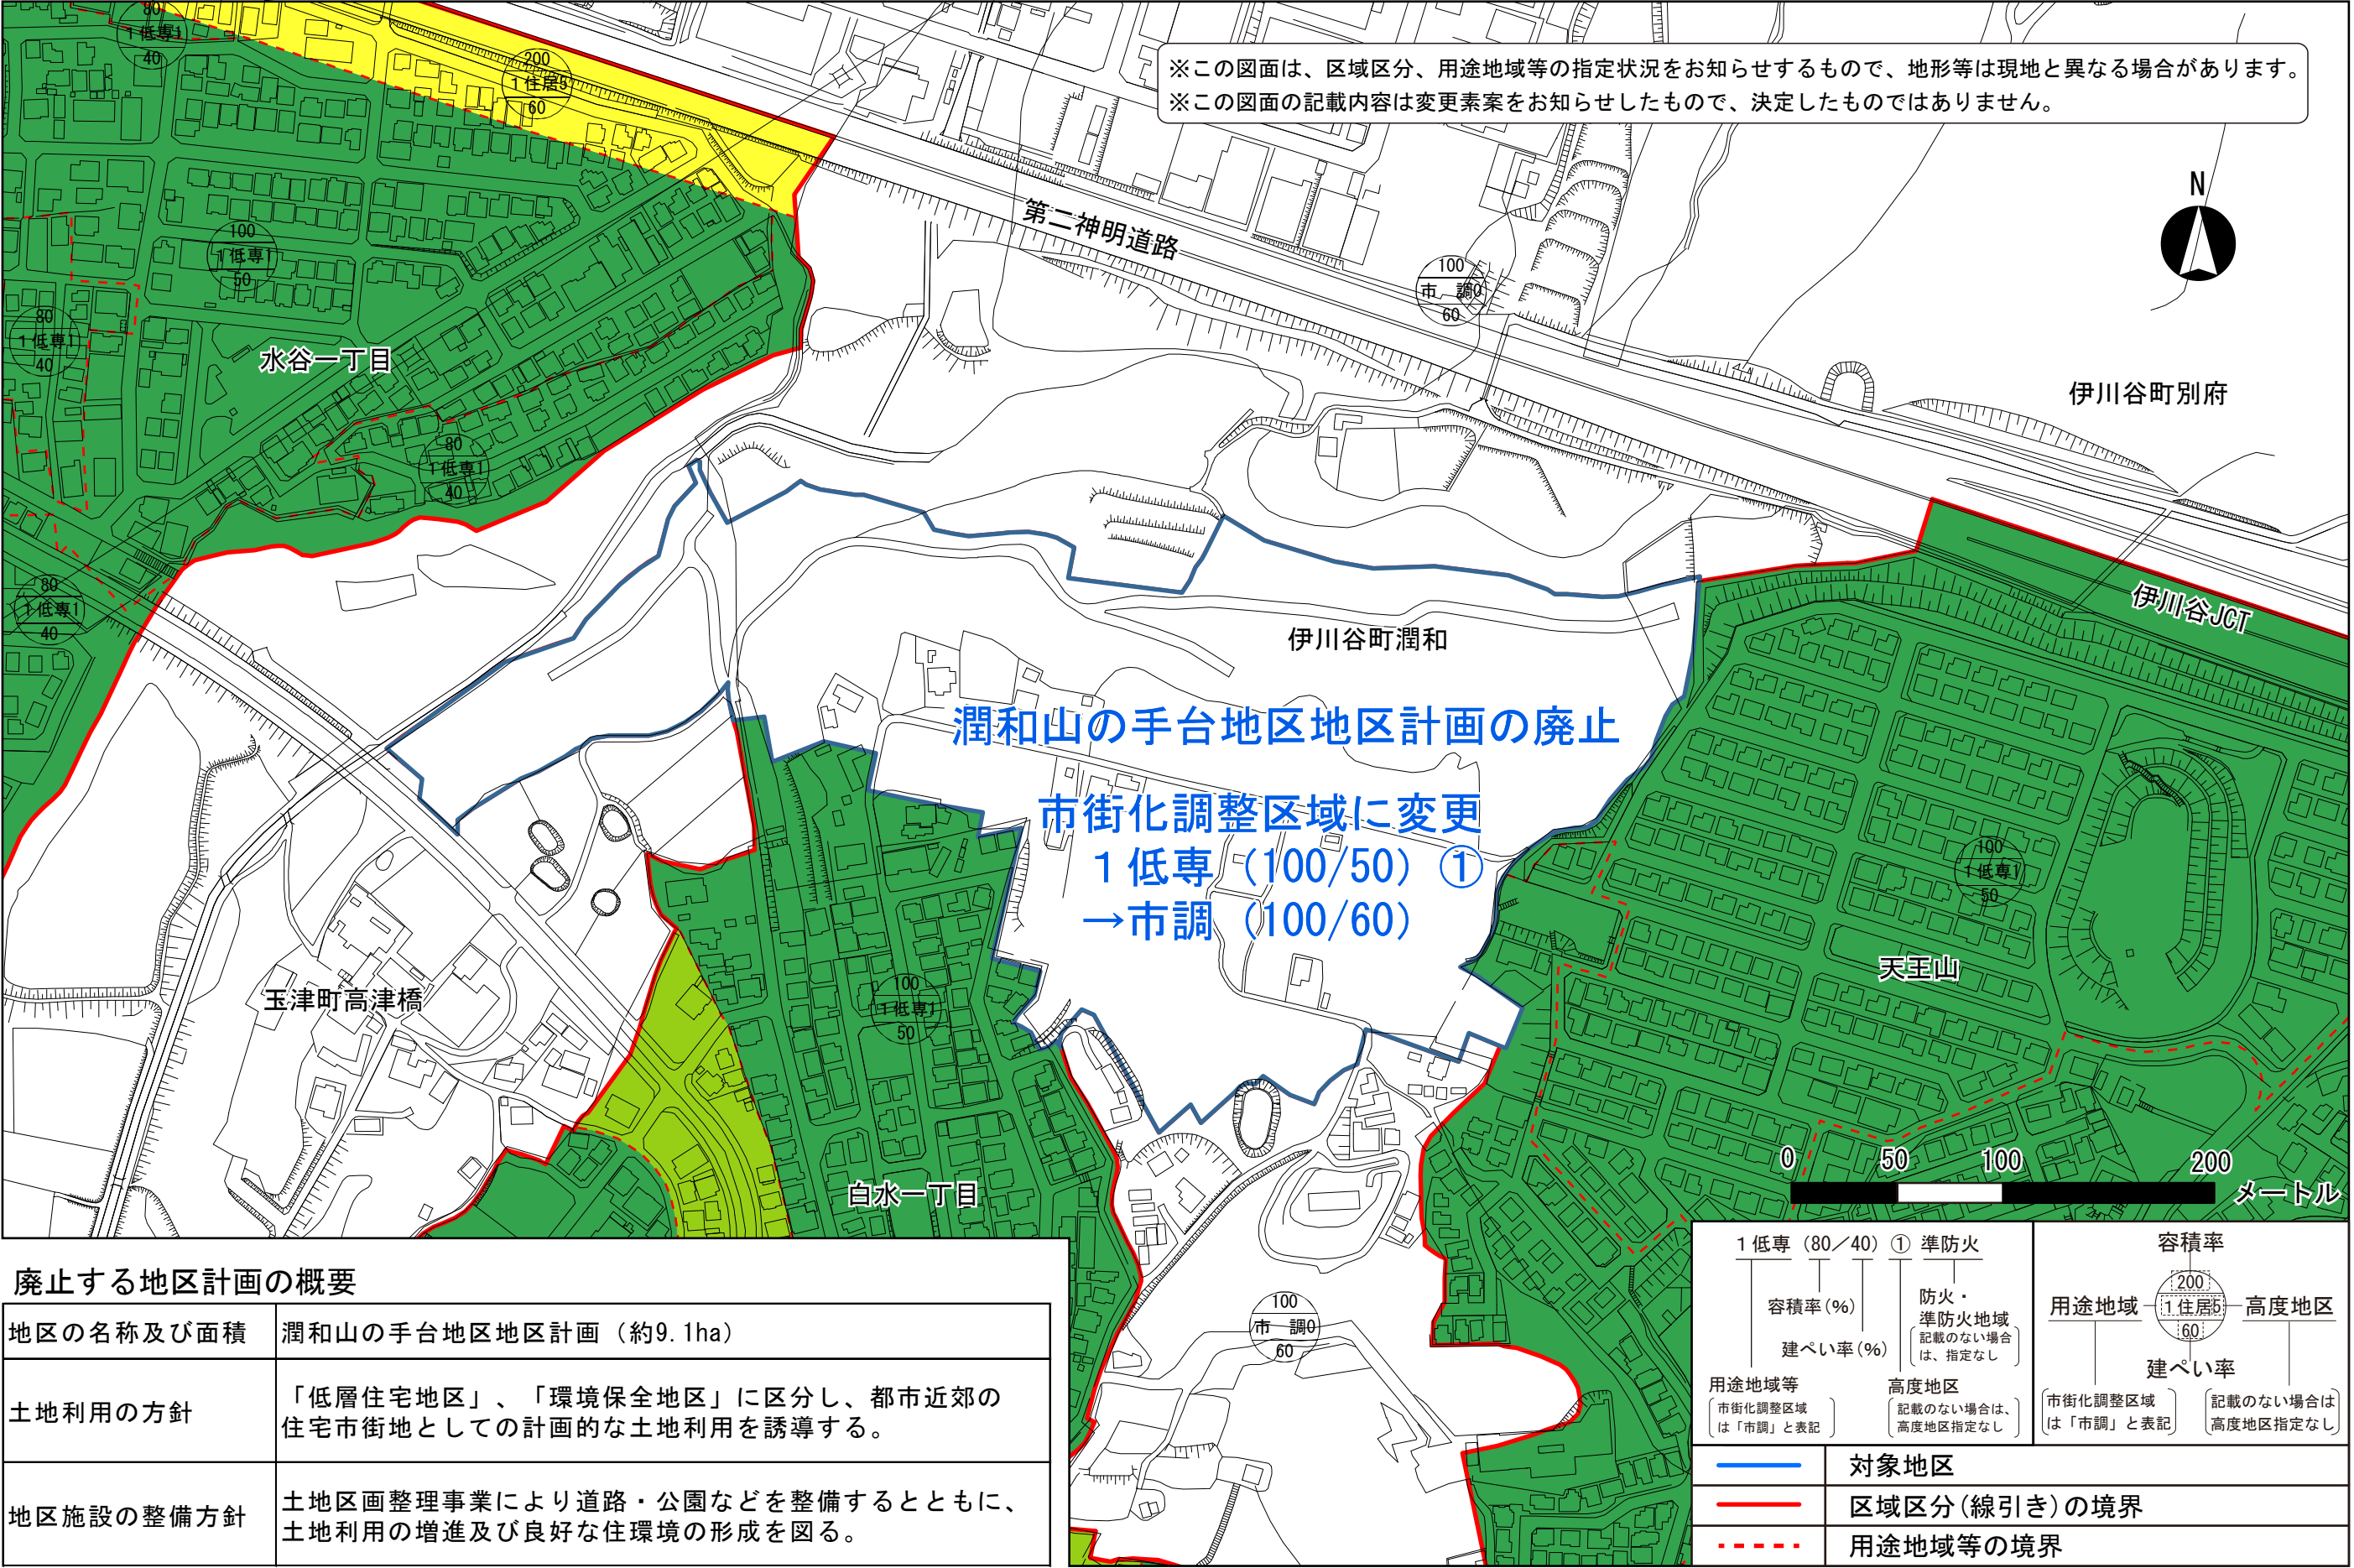 ※この図面は、区域区分、用途地域等の指定状況をお知らせするもので、地形等は現地と異なる場合があります。
※この図面の記載内容は変更素案をお知らせしたもので、決定したものではありません。
N
80
1低専1
40
200
1住居5
60
第二神明道路
100
1低専1
50
100
市 調0
60
80
1低専1
40
水谷一丁目
伊川谷町別府
80
1低専1
40
80
1低専1
40
伊川谷JCT
伊川谷町潤和
潤和山の手台地区地区計画の廃止
市街化調整区域に変更
1低専（100/50）①
→市調（100/60）
100
1低専1
50
天王山
玉津町高津橋
100
1低専1
50
白水一丁目
0 50 100 200
メートル
100
市 調0
60
廃止する地区計画の概要
地区の名称及び面積
潤和山の手台地区地区計画（約9.1ha）
土地利用の方針
「低層住宅地区」、「環境保全地区」に区分し、都市近郊の
住宅市街地としての計画的な土地利用を誘導する。
地区施設の整備方針
土地区画整理事業により道路・公園などを整備するとともに、
土地利用の増進及び良好な住環境の形成を図る。
1低専（80／40）① 準防火
容積率(%)
建ぺい率(%)
防火・
準防火地域
記載のない場合
は、指定なし
用途地域等
市街化調整区域
は「市調」と表記
高度地区
記載のない場合は、
高度地区指定なし
容積率
200
用途地域
1住居5
高度地区
60
建ぺい率
市街化調整区域
は「市調」と表記
記載のない場合は
高度地区指定なし
対象地区
区域区分(線引き)の境界
用途地域等の境界